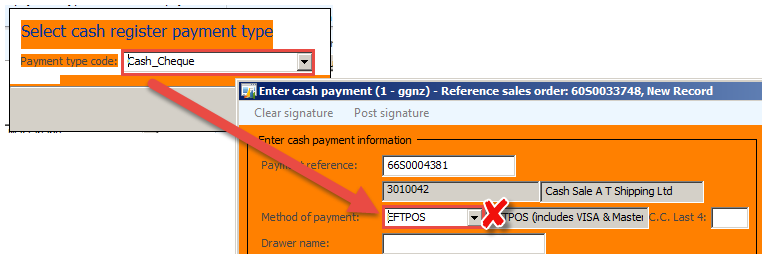 Select cash register payment type
Payment type code: Cash_Cheque
Enter cash payment (1 - ggnz) - Reference sales order: 60S0033748, New Record
Clear signature Post signature
Enter cash payment information
Payment reference: 66S0004381
3010042 Cash Sale A T Shipping Ltd
Method of payment: EFTPOS TPOS (includes VISA & Master C.C. Last 4:
Drawer name: